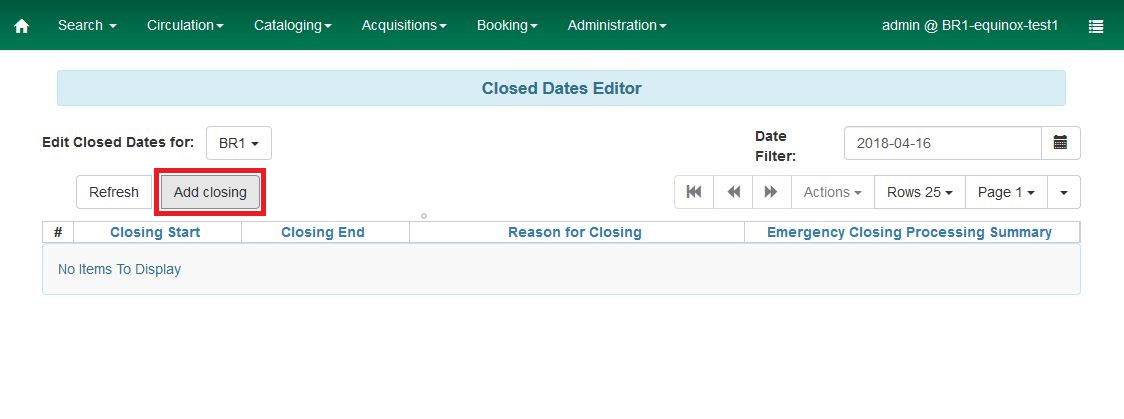 Search Circulation Cataloging Acquisitions Booking Administration admin @ BR1-equinox-test1
Closed Dates Editor
Edit Closed Dates for: BR1 Date Filter: 2018-04-16
Refresh Add closing Actions Rows 25 Page 1
# Closing Start Closing End Reason for Closing Emergency Closing Processing Summary
No Items To Display